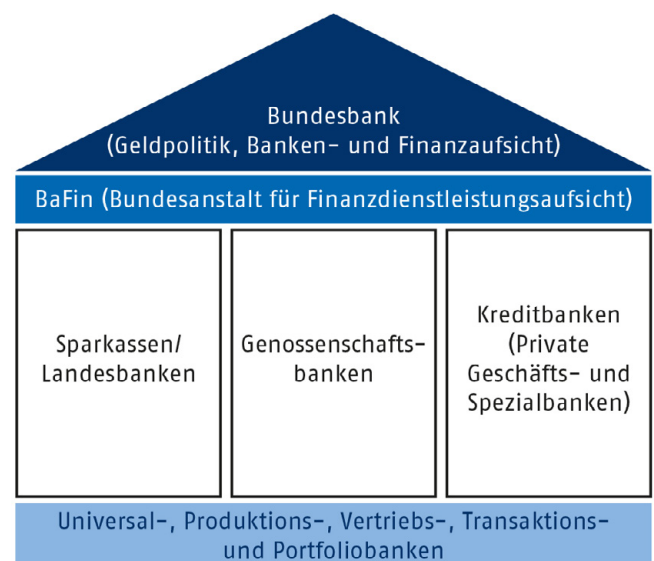 Bundesbank
(Geldpolitik, Banken- und Finanzaufsicht)
BaFin (Bundesanstalt für Finanzdienstleistungsaufsicht)
Sparkassen/
Landesbanken
Genossenschafts-
banken
Kreditbanken
(Private
Geschäfts- und
Spezialbanken)
Universal-, Produktions-, Vertriebs-, Transaktions-
und Portfoliobanken